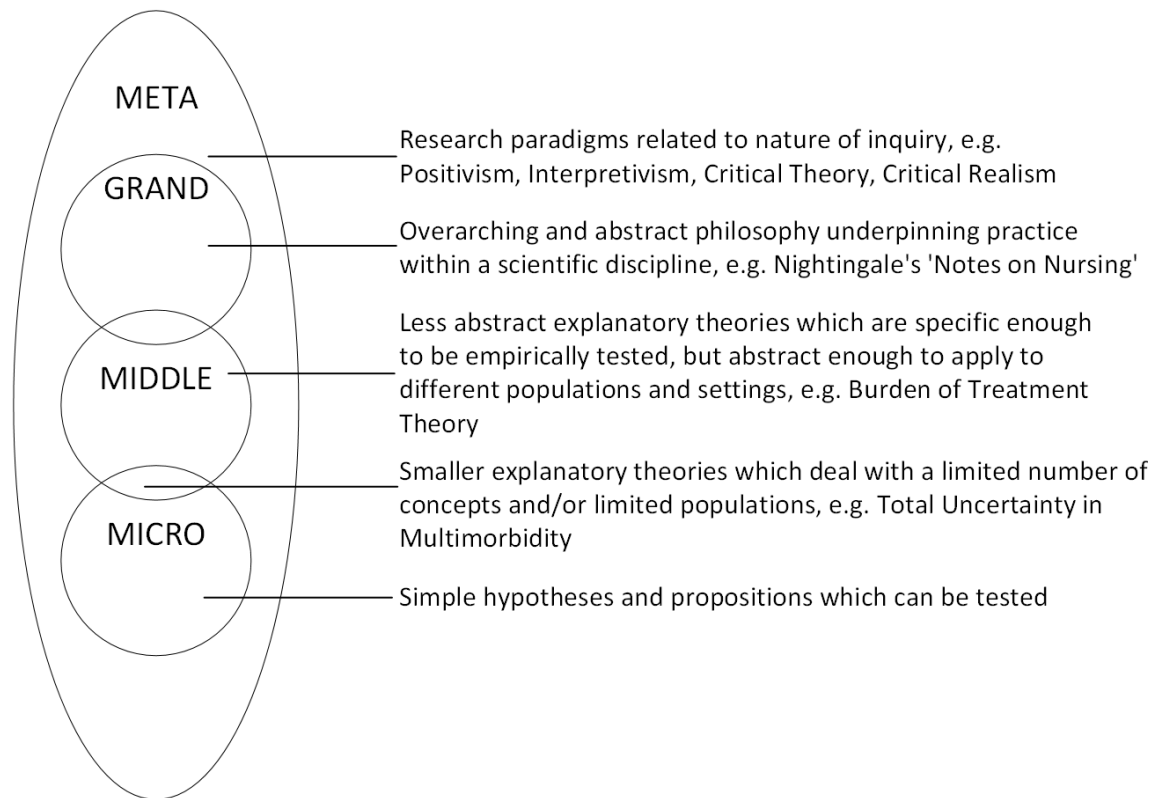 META
Research paradigms related to nature of inquiry, e.g.
Positivism, Interpretivism, Critical Theory, Critical Realism
GRAND
Overarching and abstract philosophy underpinning practice
within a scientific discipline, e.g. Nightingale's 'Notes on Nursing'
Less abstract explanatory theories which are specific enough
to be empirically tested, but abstract enough to apply to
different populations and settings, e.g. Burden of Treatment
Theory
MIDDLE
Smaller explanatory theories which deal with a limited number of
concepts and/or limited populations, e.g. Total Uncertainty in
Multimorbidity
MICRO
Simple hypotheses and propositions which can be tested